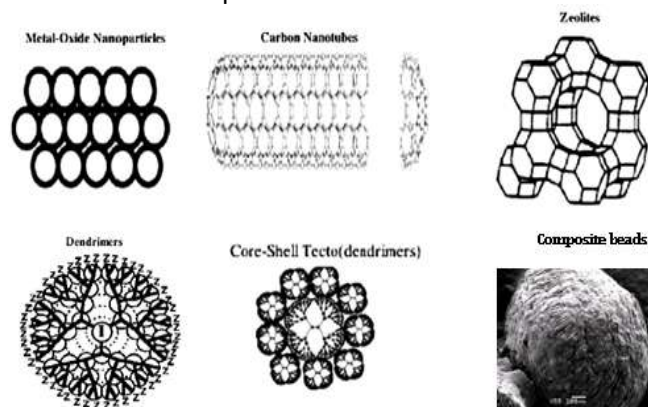 Zeolites
Metal-Oxide Nanoparticles
Carbon Nanotubes
Dendrimers
Core-Shell Tecto(dendrimers)
Composite beads
I